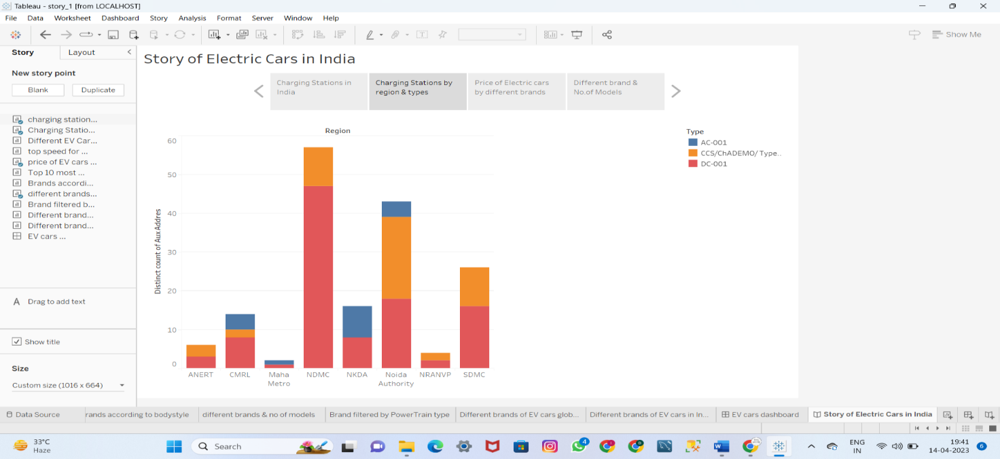 Tableau - story_1 [from LOCALHOST]
File Data Worksheet Dashboard Story Analysis Format Server Window Help
Show Me
Story Layout
New story point
Blank Duplicate
charging station...
Charging Statio...
Different EV Car...
top speed for ...
price of EV cars ...
Top 10 most ...
Brands accordi...
different brands...
Brand filtered b...
Different brand...
Different brand...
EV cars ...
A Drag to add text
Show title
Size
Custom size (1016 x 664)
Story of Electric Cars in India
Charging Stations in
India
Charging Stations by
region & types
Price of Electric cars
by different brands
Different brand &
No.of Models
Region
60
50
40
30
20
10
0
Distinct count of Aux Addres
ANERT CMRL Maha
Metro NDMC NKDA Noida
Authority NRANVP SDMC
Type
AC-001
CCS/ChADEMO/ Type..
DC-001
Data Source rands according to bodystyle different brands & no of models Brand filtered by PowerTrain type Different brands of EV cars glob... Different brands of EV cars in In... EV cars dashboard Story of Electric Cars in India
33°C
Haze
Search
4
ENG
IN
19:41
14-04-2023
6